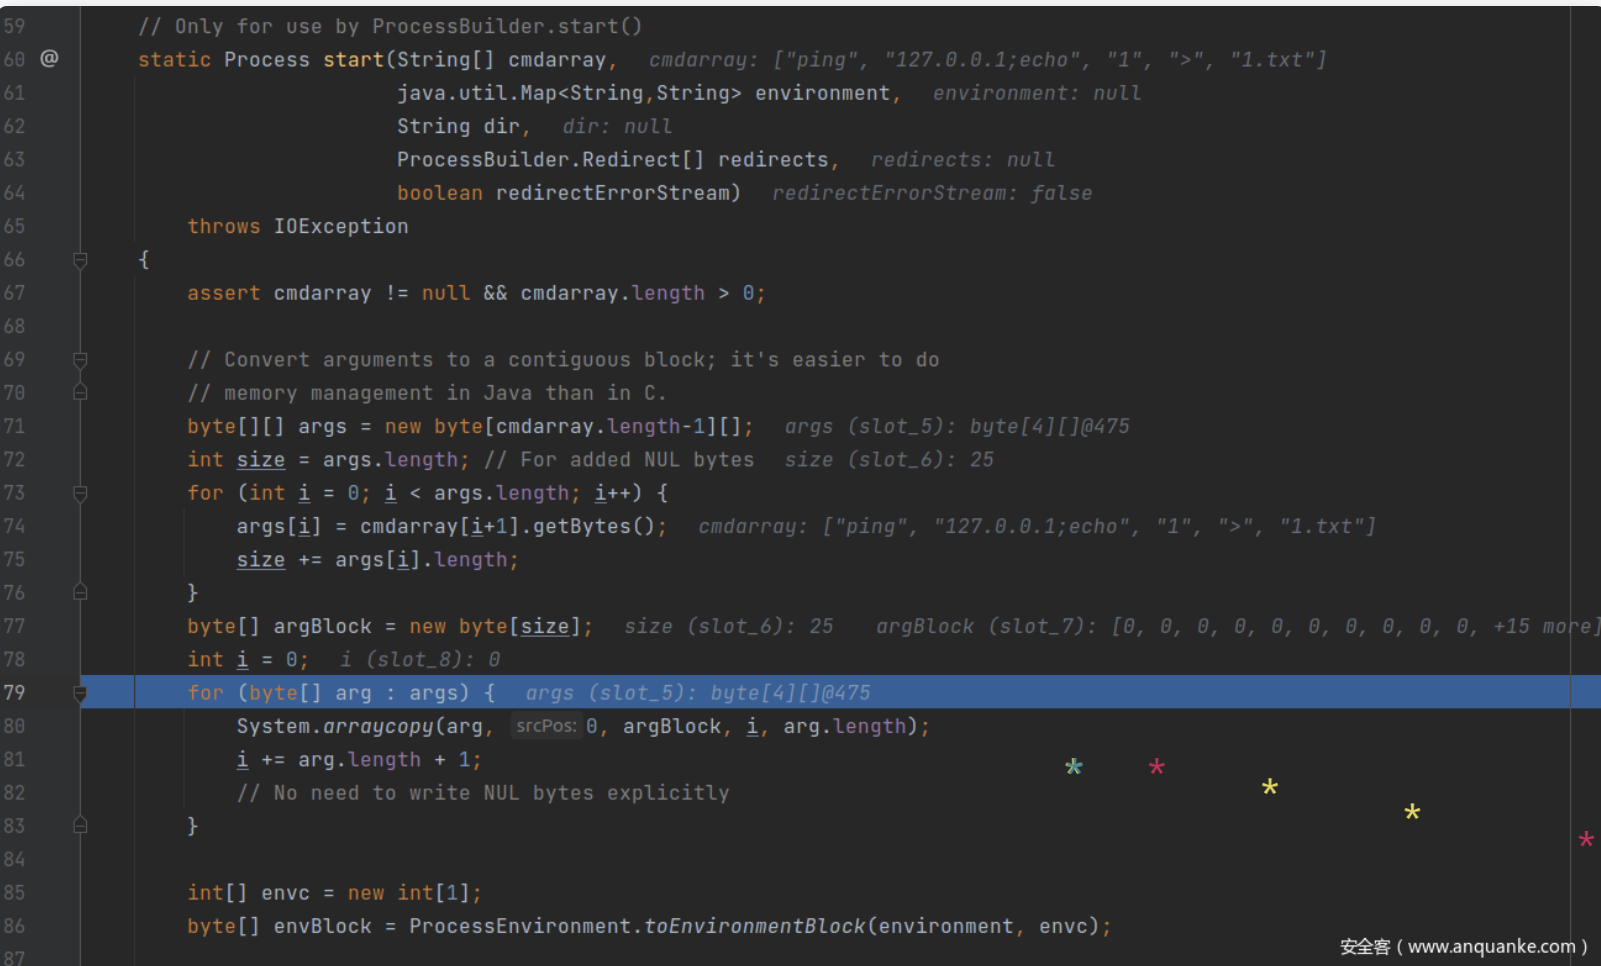 59 // Only for use by ProcessBuilder.start()
60 @ static Process start(String[] cmdarray, cmdarray: ["ping", "127.0.0.1;echo", "1", ">", "1.txt"]
61 java.util.Map<String,String> environment, environment: null
62 String dir, dir: null
63 ProcessBuilder.Redirect[] redirects, redirects: null
64 boolean redirectErrorStream) redirectErrorStream: false
65 throws IOException
66 {
67 assert cmdarray != null && cmdarray.length > 0;
68
69 // Convert arguments to a contiguous block; it's easier to do
70 // memory management in Java than in C.
71 byte[][] args = new byte[cmdarray.length-1][]; args (slot_5): byte[4][]@475
72 int size = args.length; // For added NUL bytes size (slot_6): 25
73 for (int i = 0; i < args.length; i++) {
74 args[i] = cmdarray[i+1].getBytes(); cmdarray: ["ping", "127.0.0.1;echo", "1", ">", "1.txt"]
75 size += args[i].length;
76 }
77 byte[] argBlock = new byte[size]; size (slot_6): 25 argBlock (slot_7): [0, 0, 0, 0, 0, 0, 0, 0, 0, 0, +15 more]
78 int i = 0; i (slot_8): 0
79 for (byte[] arg : args) { args (slot_5): byte[4][]@475
80 System.arraycopy(arg, srcPos: 0, argBlock, i, arg.length);
81 i += arg.length + 1;
82 // No need to write NUL bytes explicitly
83 }
84
85 int[] envc = new int[1];
86 byte[] envBlock = ProcessEnvironment.toEnvironmentBlock(environment, envc);
87
* * * * *
安全客 ( www.anquanke.com )